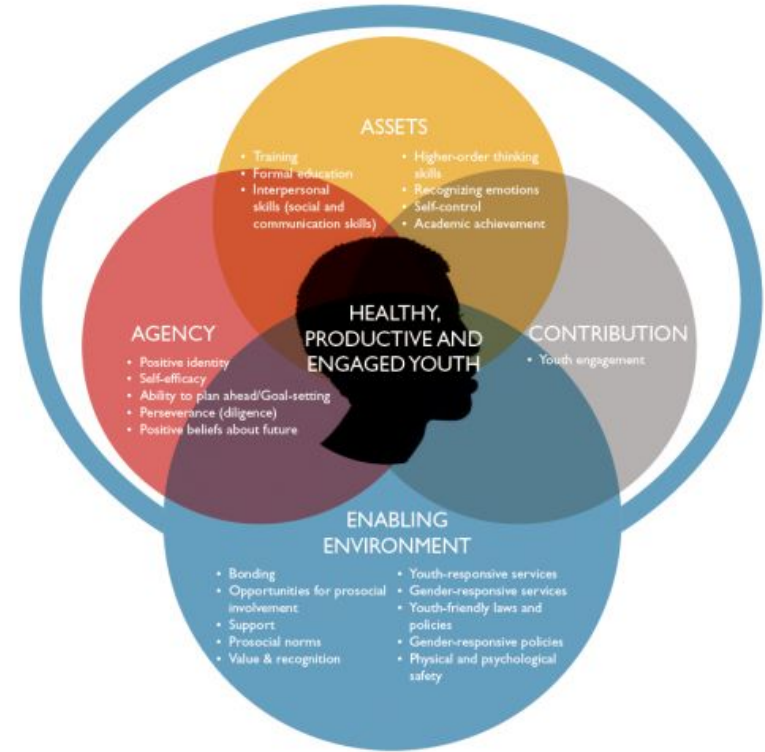 ASSETS
• Training
• Formal education
• Interpersonal
skills (social and
communication skills)
• Higher-order thinking
skills
• Recognizing emotions
• Self-control
• Academic achievement
AGENCY
• Positive identity
• Self-efficacy
• Ability to plan ahead/Goal-setting
• Perseverance (diligence)
• Positive beliefs about future
HEALTHY,
PRODUCTIVE AND
ENGAGED YOUTH
CONTRIBUTION
• Youth engagement
ENABLING
ENVIRONMENT
• Bonding
• Opportunities for prosocial
involvement
• Support
• Prosocial norms
• Value & recognition
• Youth-responsive services
• Gender-responsive services
• Youth-friendly laws and
policies
• Gender-responsive policies
• Physical and psychological
safety